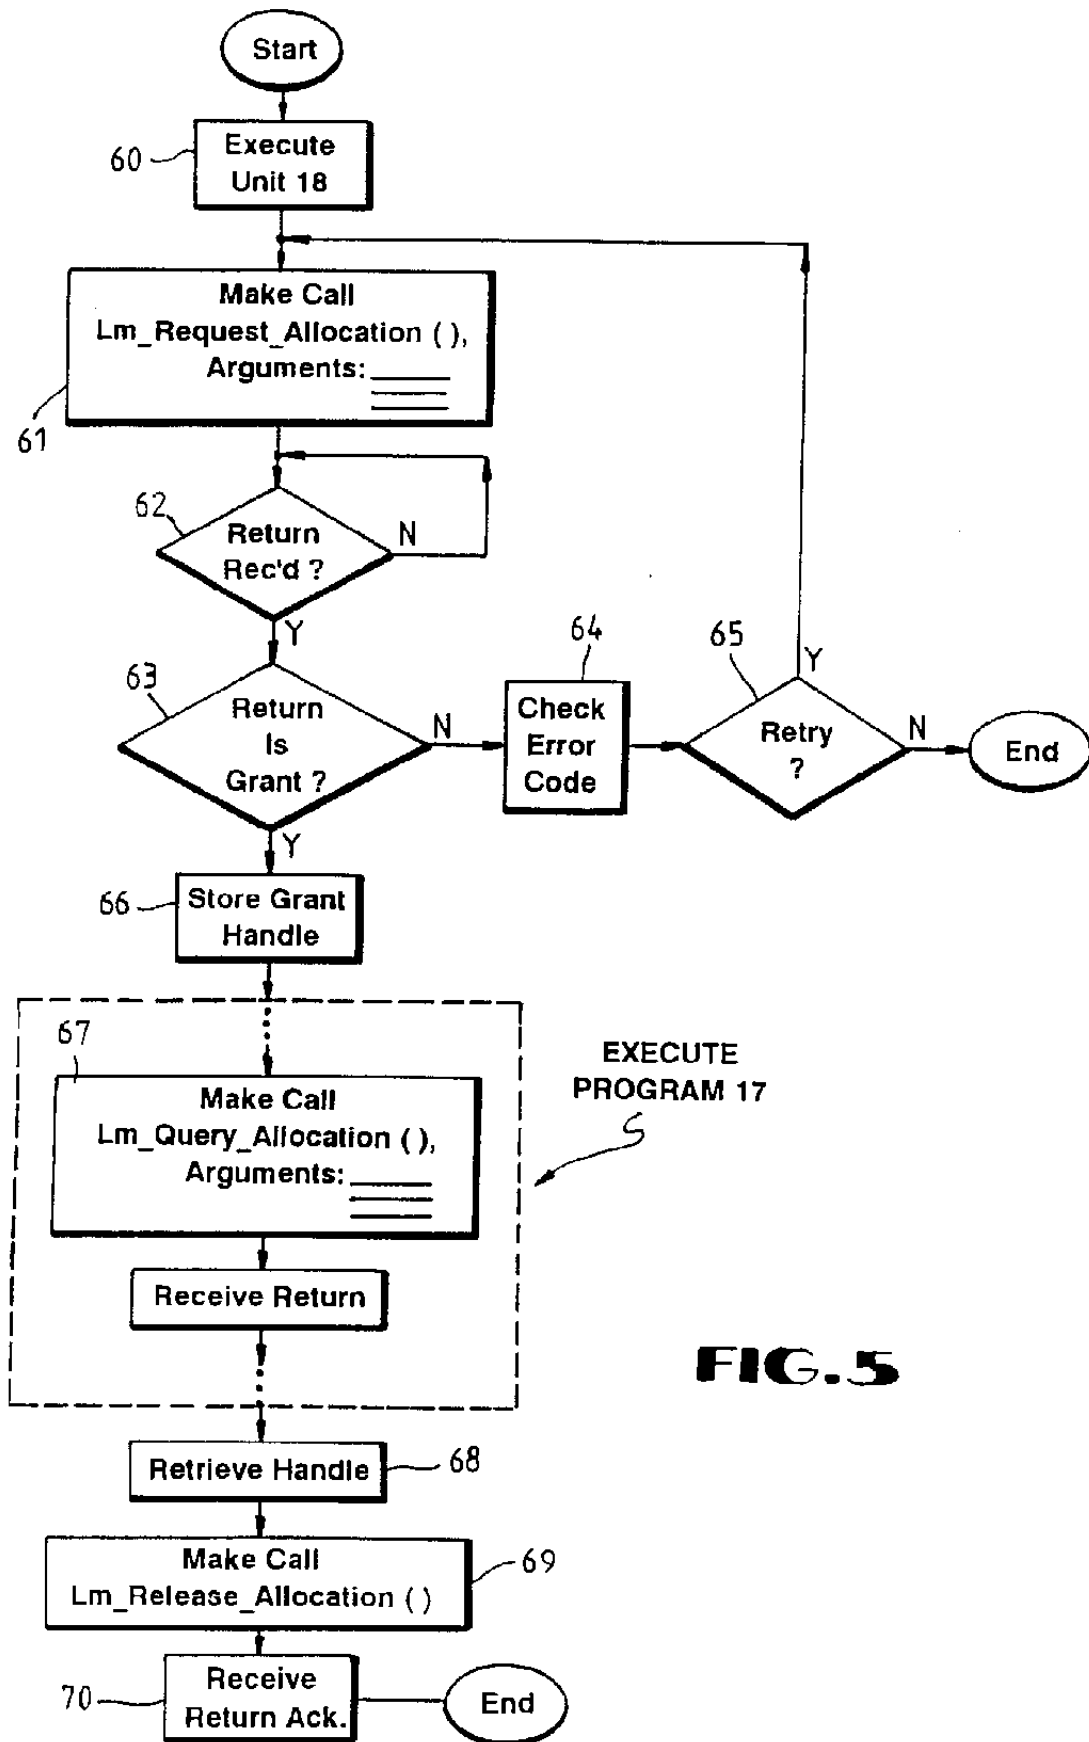 Start
60
Execute
Unit 18
Make Call
Lm_Request_Allocation ( ),
Arguments:
61
62
Return
Rec'd ?
N
Y
63
Return
Is
Grant ?
N
Y
64
Check
Error
Code
65
Retry
?
Y
N
End
66
Store Grant
Handle
67
Make Call
Lm_Query_Allocation ( ),
Arguments:
Receive Return
EXECUTE
PROGRAM 17
FIG.5
Retrieve Handle
68
Make Call
Lm_Release_Allocation ( )
69
70
Receive
Return Ack.
End